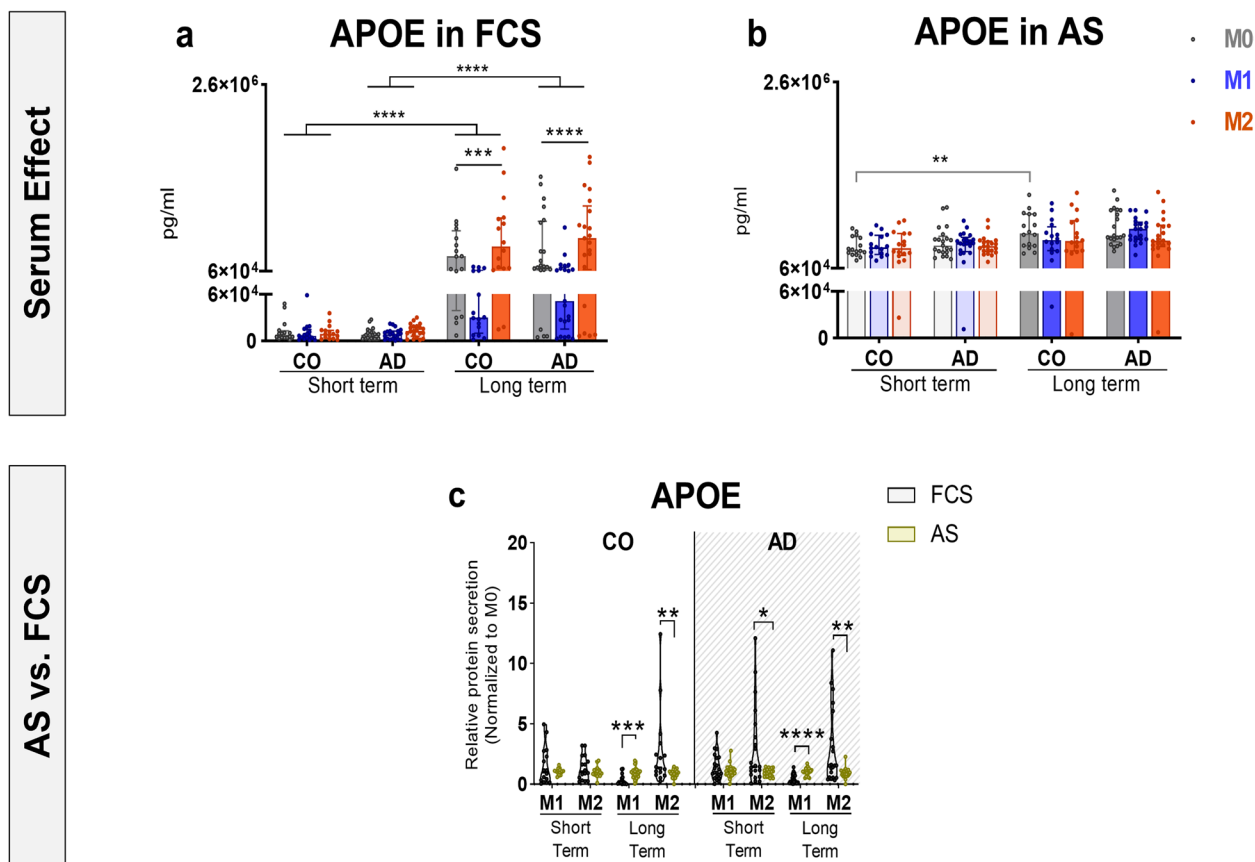 Serum Effect
a
APOE in FCS
pg/ml
2.6×10⁶
6×10⁴
6×10⁴
0
****
****
***
****
CO
AD
CO
AD
Short term
Long term
b
APOE in AS
2.6×10⁶
pg/ml
6×10⁴
6×10⁴
0
**
CO
AD
CO
AD
Short term
Long term
M0
M1
M2
AS vs. FCS
c
APOE
FCS
AS
CO
AD
Relative protein secretion
(Normalized to M0)
20
15
10
5
0
***
**
*
****
**
M1
M2
M1
M2
M1
M2
M1
M2
Short
Term
Long
Term
Short
Term
Long
Term